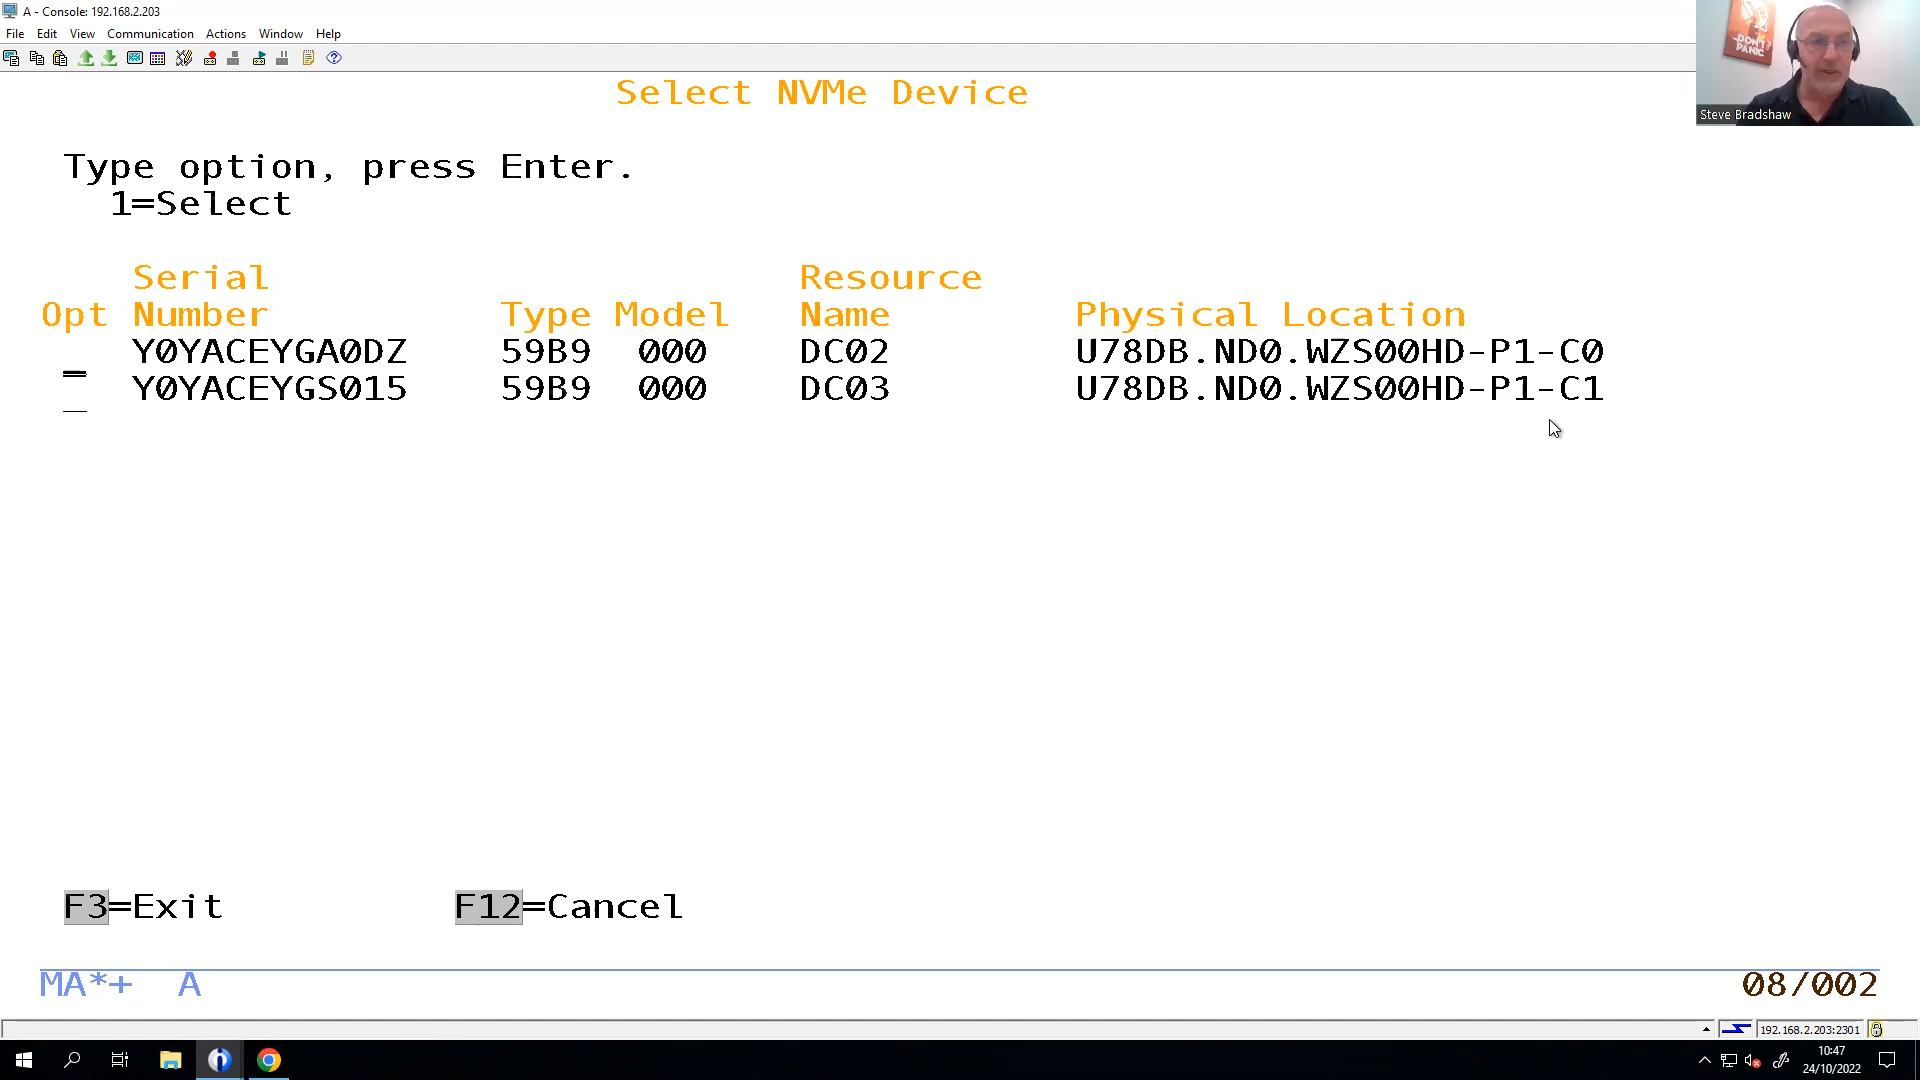 A - Console: 192.168.2.203
File Edit View Communication Actions Window Help
DON'T
PANIC
Steve Bradshaw
Select NVMe Device
Type option, press Enter.
1=Select
Serial Resource
Opt Number Type Model Name Physical Location
_ Y0YACEYGA0DZ 59B9 000 DC02 U78DB.ND0.WZS00HD-P1-C0
_ Y0YACEYGS015 59B9 000 DC03 U78DB.ND0.WZS00HD-P1-C1
F3=Exit F12=Cancel
MA*+ A 08/002
192.168.2.203:2301
10:47
24/10/2022